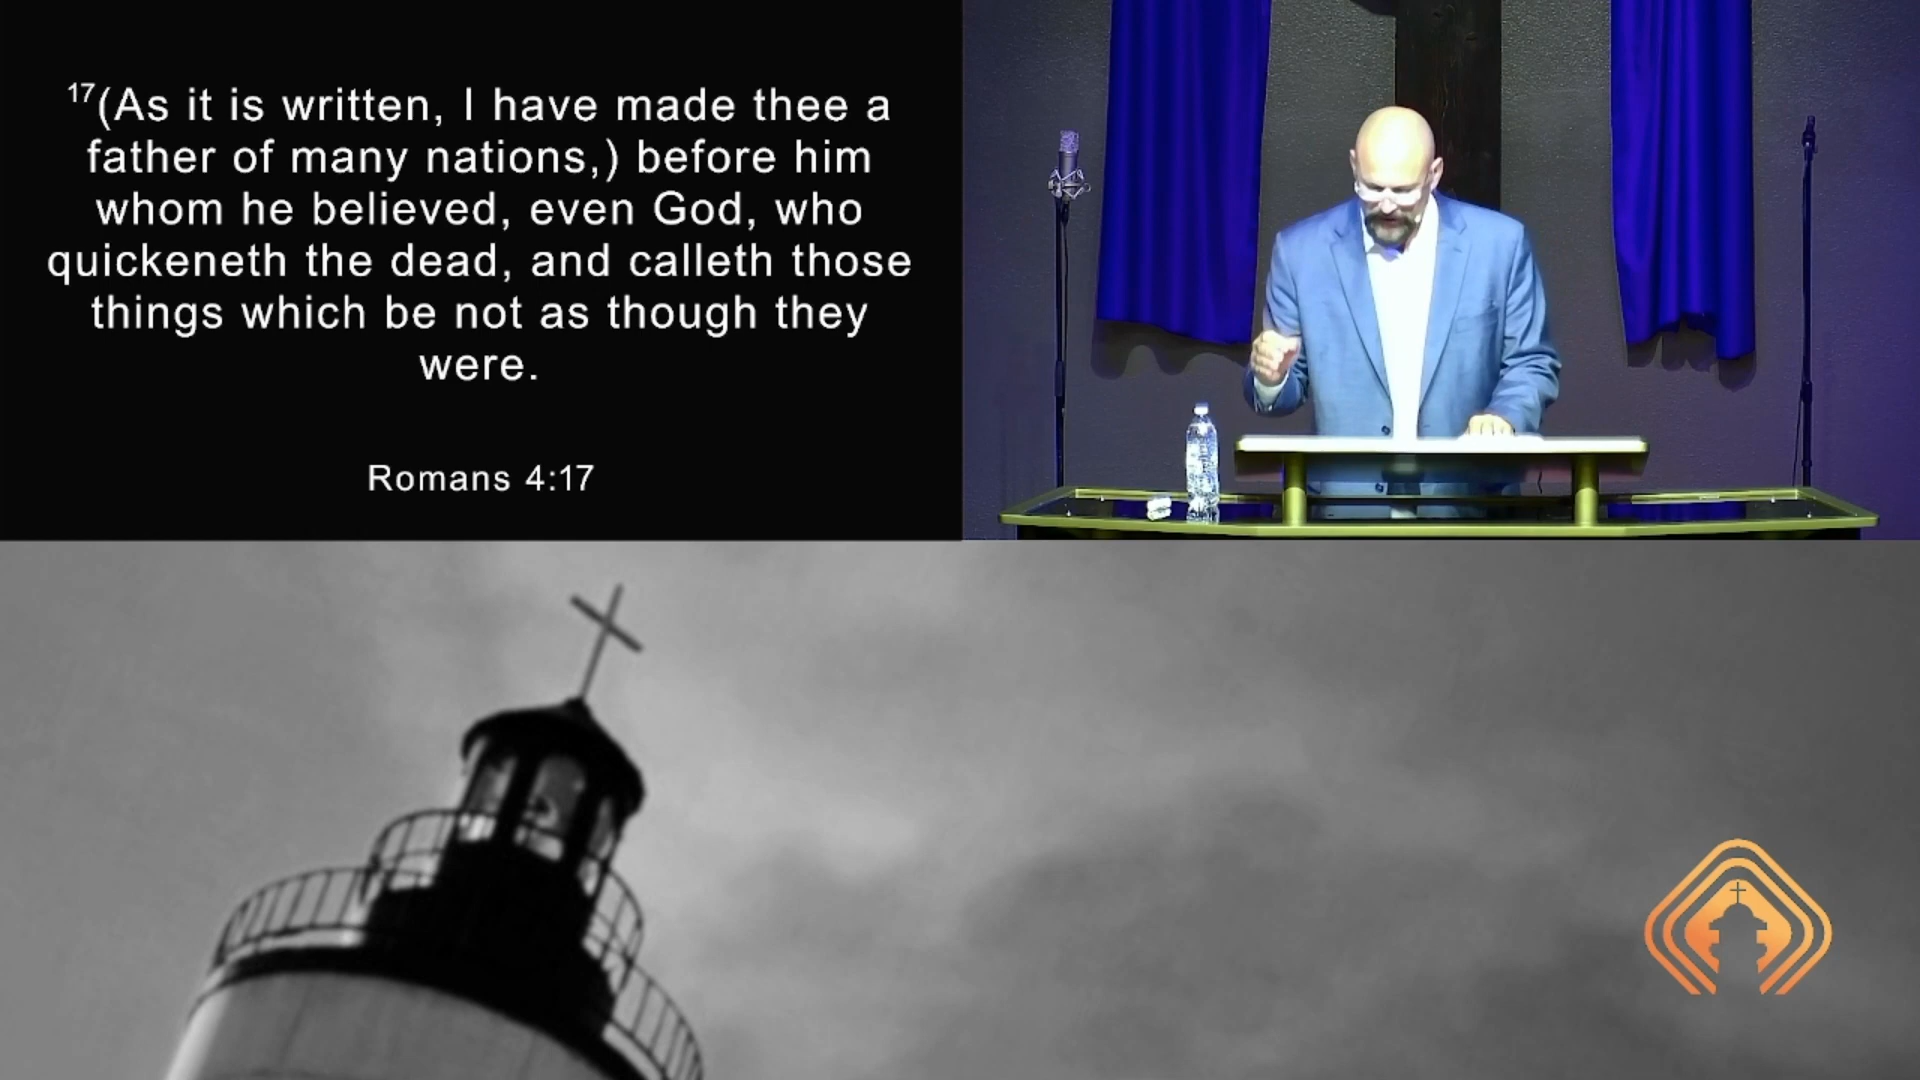 17(As it is written, I have made thee a
father of many nations,) before him
whom he believed, even God, who
quickeneth the dead, and calleth those
things which be not as though they
were.
Romans 4:17